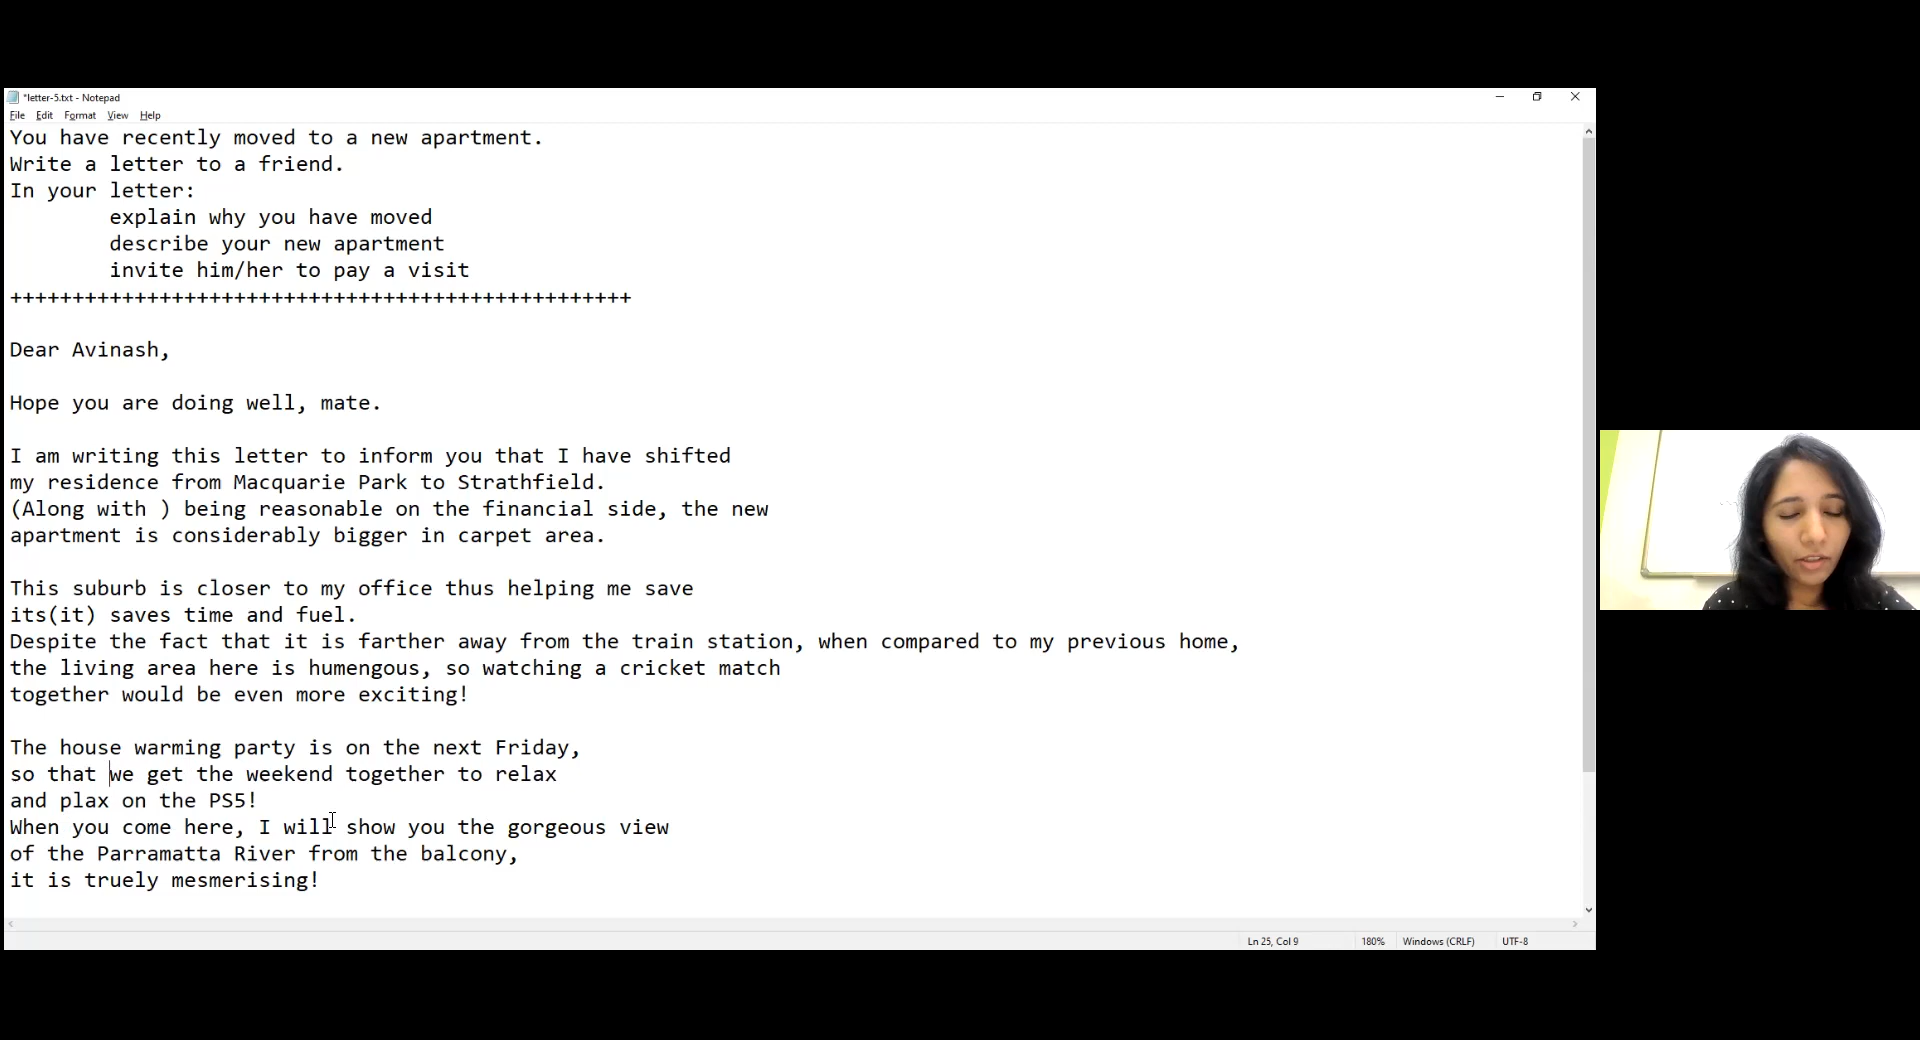 *letter-5.txt - Notepad
File Edit Format View Help
You have recently moved to a new apartment.
Write a letter to a friend.
In your letter:
explain why you have moved
describe your new apartment
invite him/her to pay a visit
++++++++++++++++++++++++++++++++++++++++++++++++++
Dear Avinash,
Hope you are doing well, mate.
I am writing this letter to inform you that I have shifted
my residence from Macquarie Park to Strathfield.
(Along with ) being reasonable on the financial side, the new
apartment is considerably bigger in carpet area.
This suburb is closer to my office thus helping me save
its(it) saves time and fuel.
Despite the fact that it is farther away from the train station, when compared to my previous home,
the living area here is humengous, so watching a cricket match
together would be even more exciting!
The house warming party is on the next Friday,
so that we get the weekend together to relax
and plax on the PS5!
When you come here, I will show you the gorgeous view
of the Parramatta River from the balcony,
it is truely mesmerising!
Ln 25, Col 9 180% Windows (CRLF) UTF-8